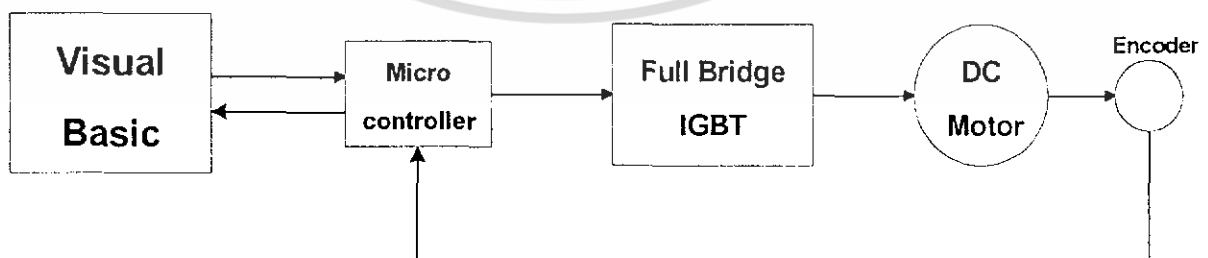 Visual
Basic
Micro
controller
Full Bridge
IGBT
DC
Motor
Encoder